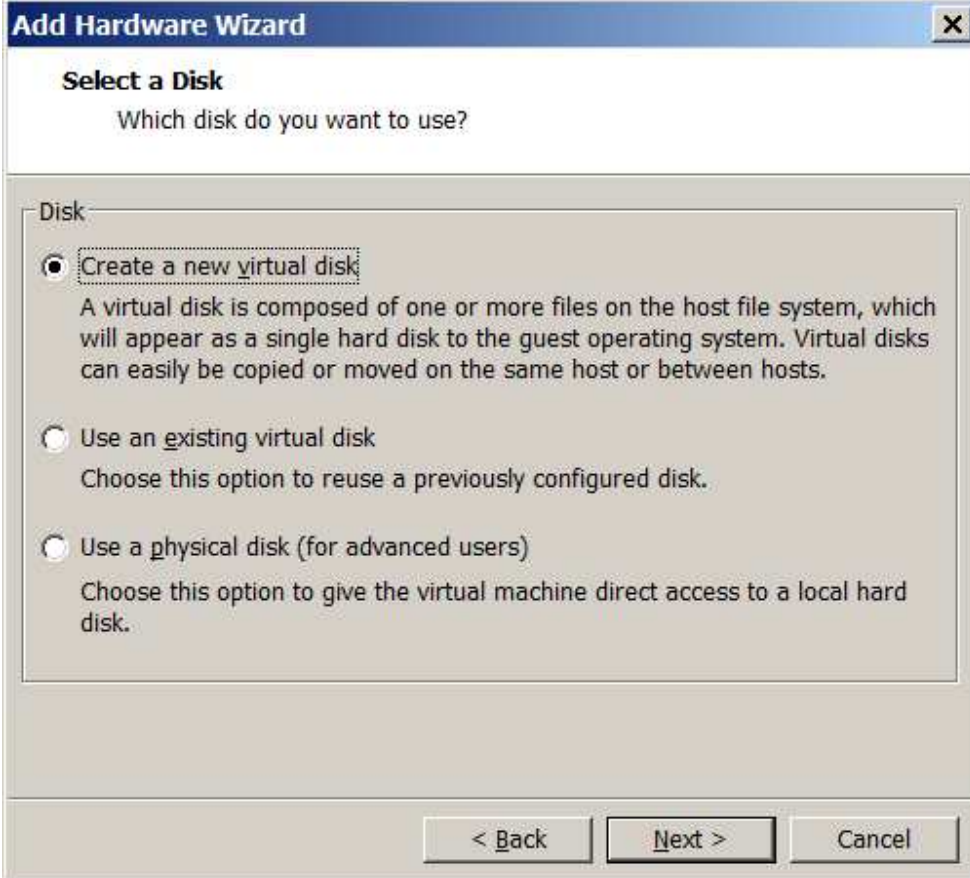 Add Hardware Wizard
Select a Disk
Which disk do you want to use?
Disk
Create a new virtual disk
A virtual disk is composed of one or more files on the host file system, which
will appear as a single hard disk to the guest operating system. Virtual disks
can easily be copied or moved on the same host or between hosts.
Use an existing virtual disk
Choose this option to reuse a previously configured disk.
Use a physical disk (for advanced users)
Choose this option to give the virtual machine direct access to a local hard
disk.
< Back Next > Cancel